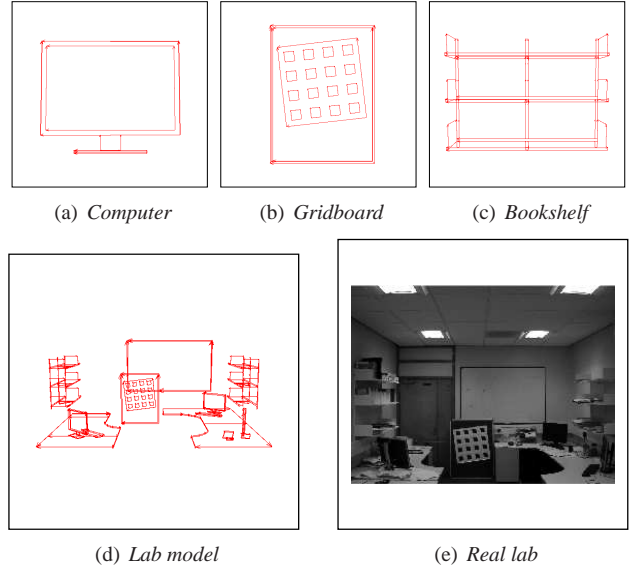 (a) Computer
(b) Gridboard
(c) Bookshelf
(d) Lab model
(e) Real lab